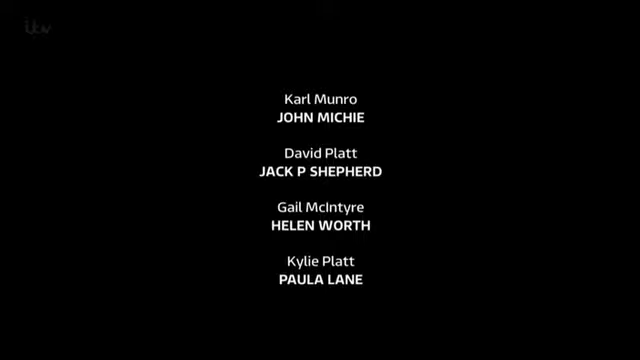 itv
Karl Munro
JOHN MICHIE
David Platt
JACK P SHEPHERD
Gail McIntyre
HELEN WORTH
Kylie Platt
PAULA LANE